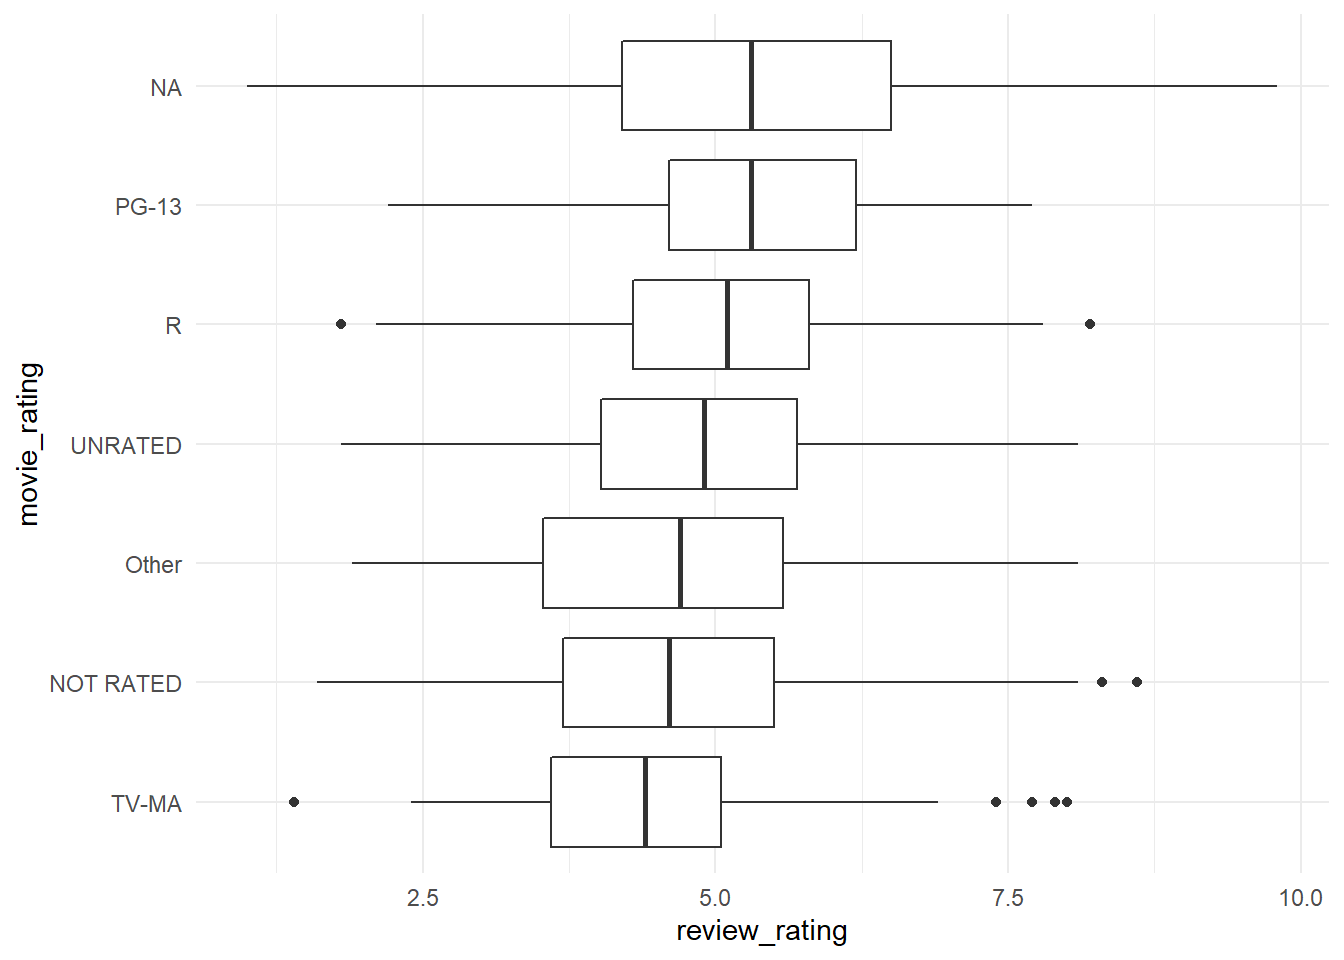 NA
PG-13
R
UNRATED
Other
NOT RATED
TV-MA
movie_rating
2.5 5.0 7.5 10.0
review_rating